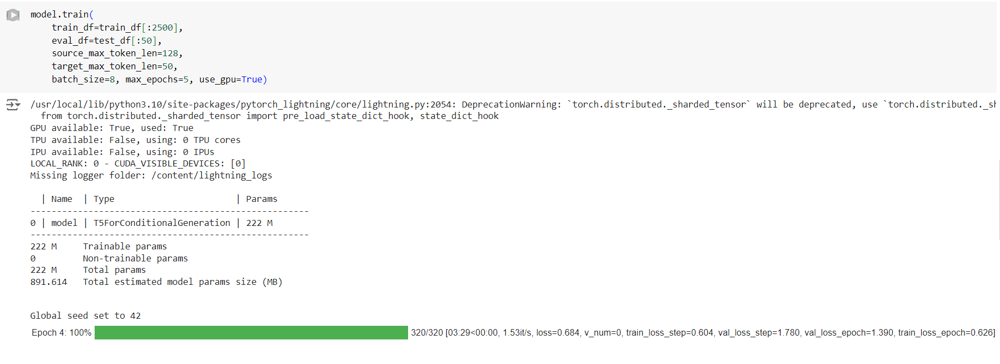 model.train(
    train_df=train_df[:2500],
    eval_df=test_df[:50],
    source_max_token_len=128,
    target_max_token_len=50,
    batch_size=8, max_epochs=5, use_gpu=True)
/usr/local/lib/python3.10/site-packages/pytorch_lightning/core/lightning.py:2054: DeprecationWarning: `torch.distributed._sharded_tensor` will be deprecated, use `torch.distributed._sh
  from torch.distributed._sharded_tensor import pre_load_state_dict_hook, state_dict_hook
GPU available: True, used: True
TPU available: False, using: 0 TPU cores
IPU available: False, using: 0 IPUs
LOCAL_RANK: 0 - CUDA_VISIBLE_DEVICES: [0]
Missing logger folder: /content/lightning_logs
  | Name  | Type                       | Params
-----------------------------------------------------
0 | model | T5ForConditionalGeneration | 222 M
-----------------------------------------------------
222 M     Trainable params
0         Non-trainable params
222 M     Total params
891.614   Total estimated model params size (MB)
Global seed set to 42
Epoch 4: 100% 320/320 [03:29<00:00, 1.53it/s, loss=0.684, v_num=0, train_loss_step=0.604, val_loss_step=1.780, val_loss_epoch=1.390, train_loss_epoch=0.626]